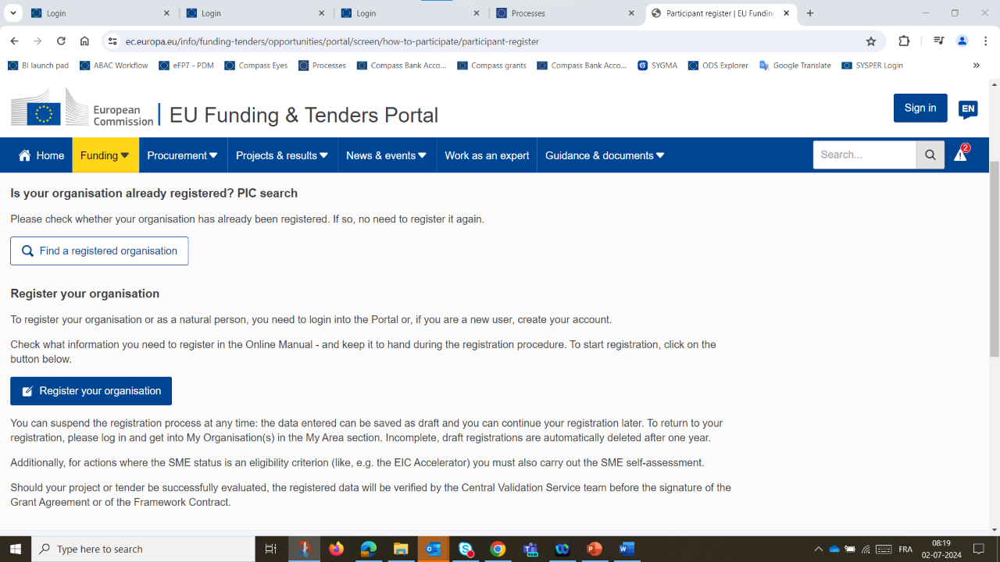 Login
Login
Login
Processes
Participant register | EU Funding
ec.europa.eu/info/funding-tenders/opportunities/portal/screen/how-to-participate/participant-register
BI launch pad
ABAC Workflow
eFP7 - PDM
Compass Eyes
Processes
Compass Bank Acco...
Compass grants
Compass Bank Acco...
SYGMA
ODS Explorer
Google Translate
SYSPER Login
European
Commission
EU Funding & Tenders Portal
Sign in
EN
Home
Funding
Procurement
Projects & results
News & events
Work as an expert
Guidance & documents
Search...
2
Is your organisation already registered? PIC search
Please check whether your organisation has already been registered. If so, no need to register it again.
Find a registered organisation
Register your organisation
To register your organisation or as a natural person, you need to login into the Portal or, if you are a new user, create your account.
Check what information you need to register in the Online Manual - and keep it to hand during the registration procedure. To start registration, click on the
button below.
Register your organisation
You can suspend the registration process at any time: the data entered can be saved as draft and you can continue your registration later. To return to your
registration, please log in and get into My Organisation(s) in the My Area section. Incomplete, draft registrations are automatically deleted after one year.
Additionally, for actions where the SME status is an eligibility criterion (like, e.g. the EIC Accelerator) you must also carry out the SME self-assessment.
Should your project or tender be successfully evaluated, the registered data will be verified by the Central Validation Service team before the signature of the
Grant Agreement or of the Framework Contract.
Type here to search
FRA
08:19
02-07-2024